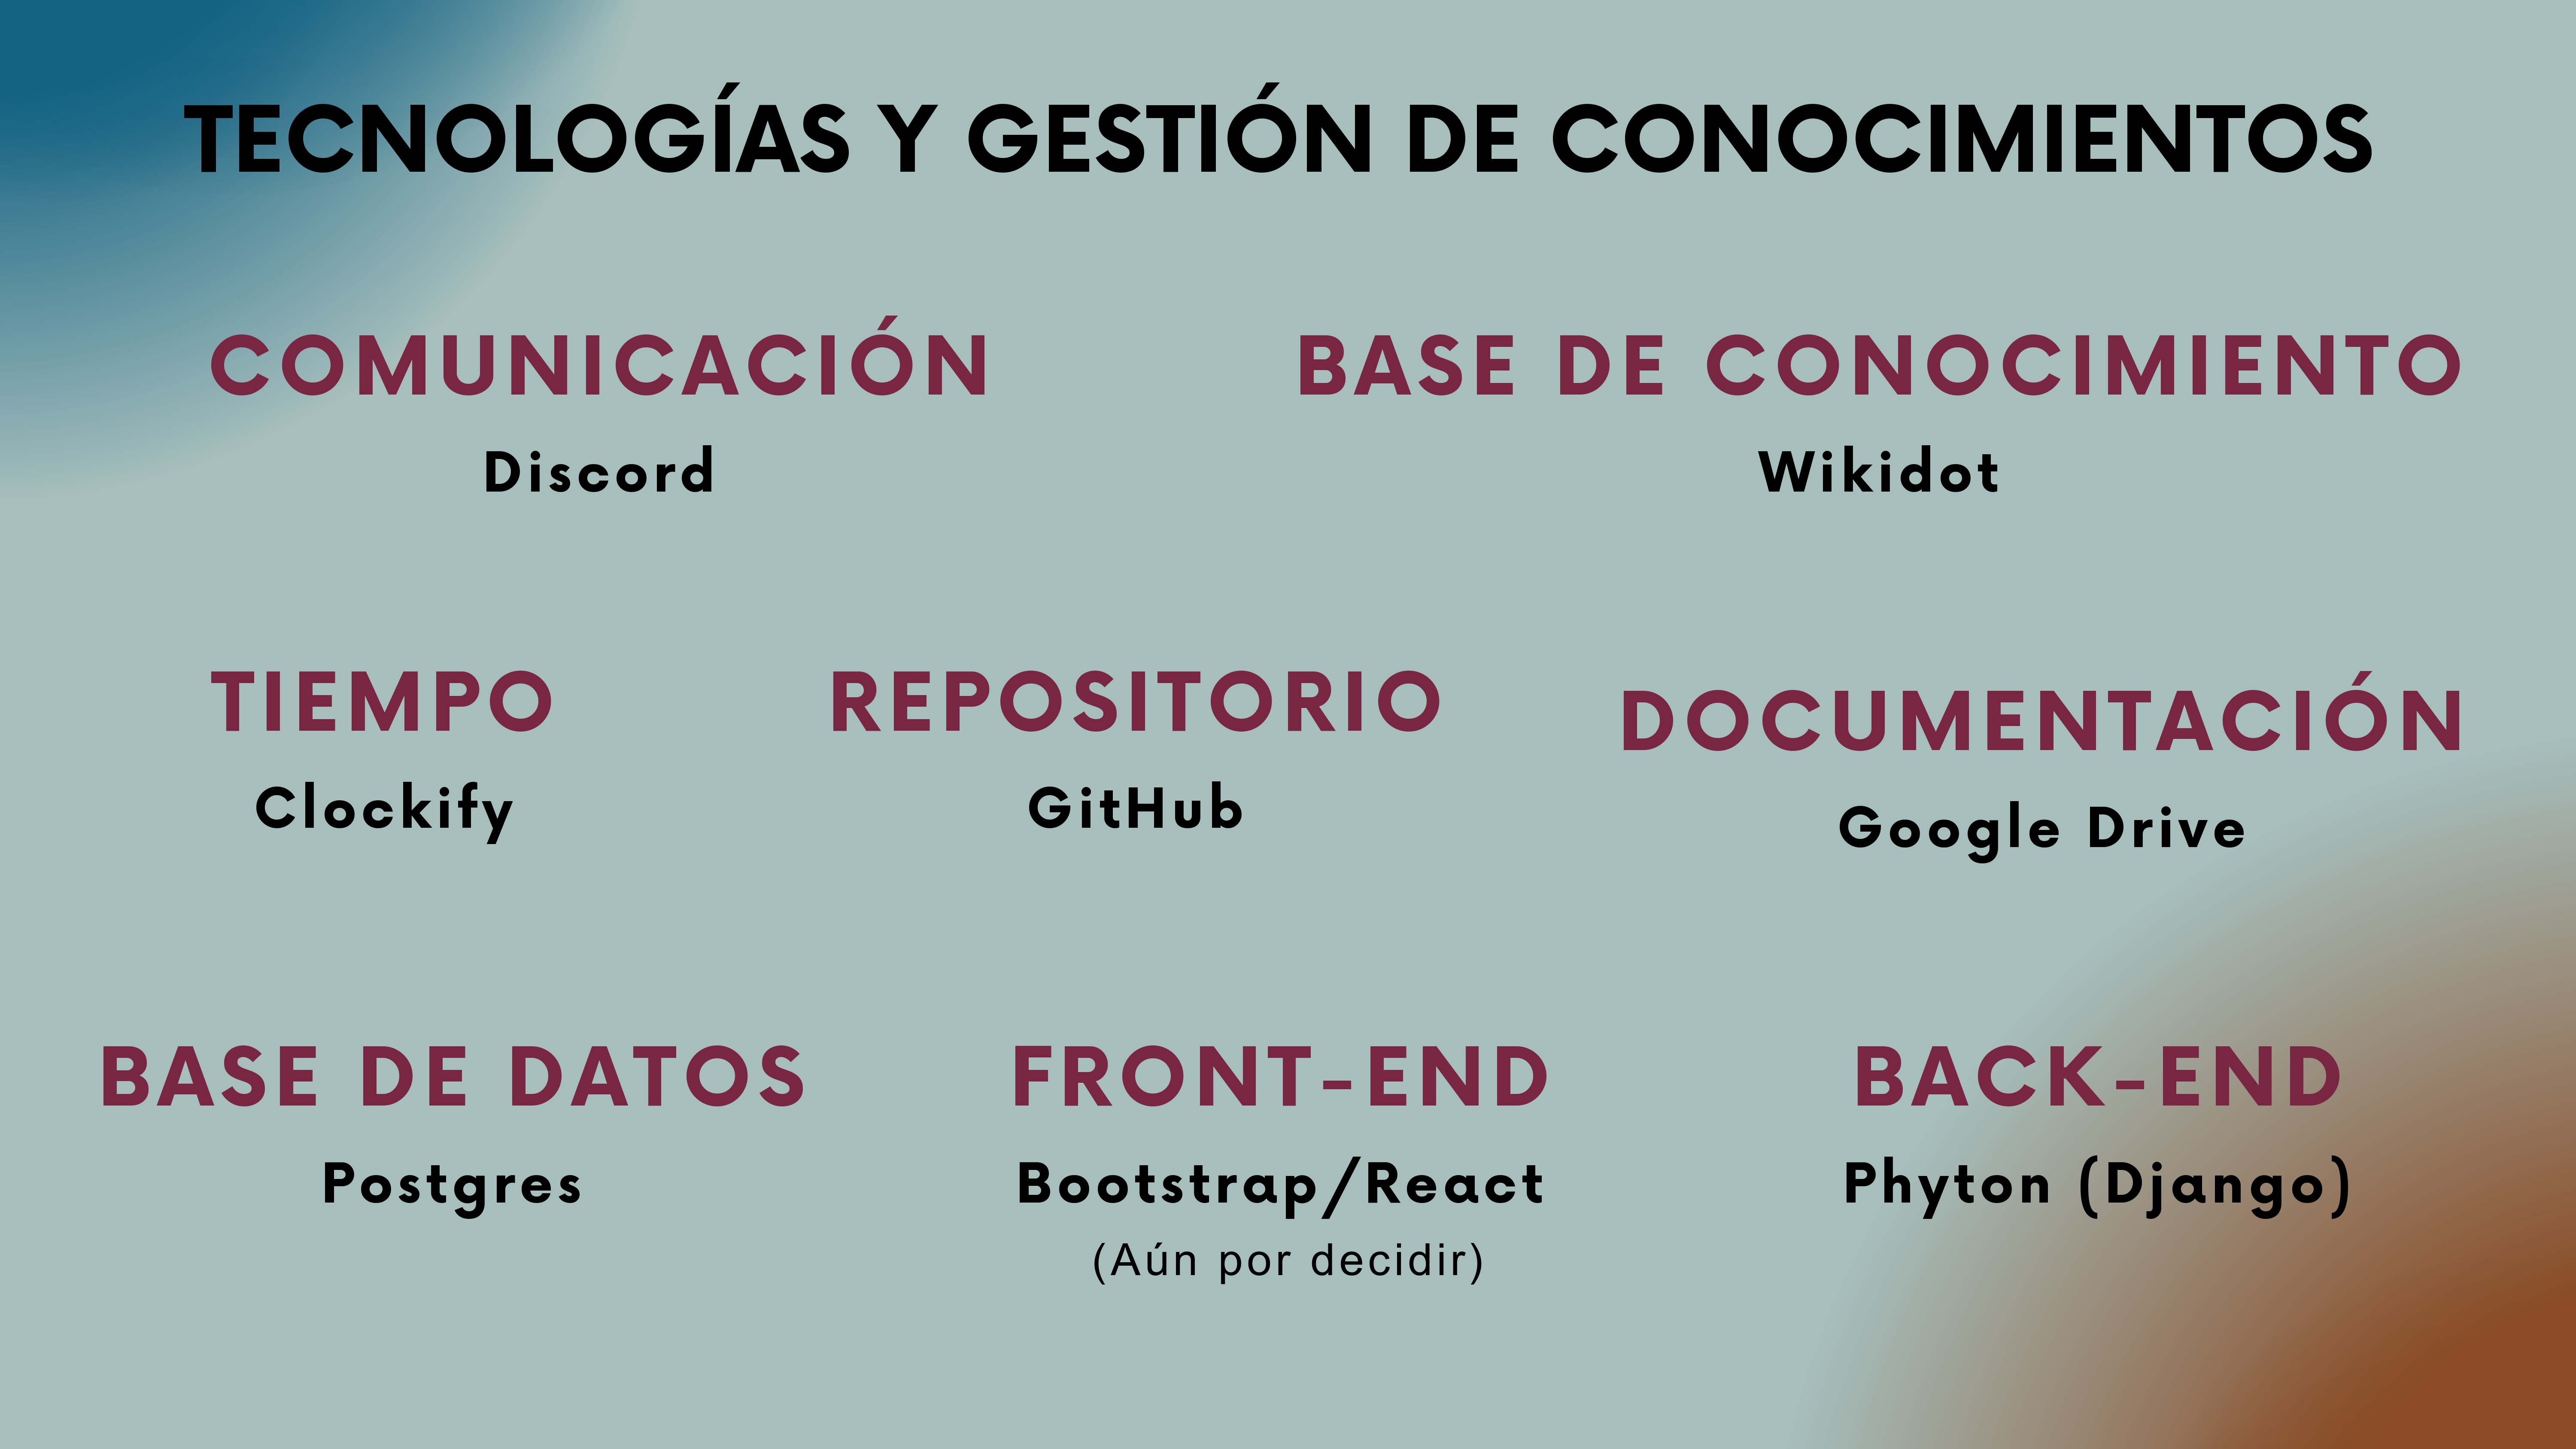 TECNOLOGÍAS Y GESTIÓN DE CONOCIMIENTOS
COMUNICACIÓN
Discord
BASE DE CONOCIMIENTO
Wikidot
TIEMPO
Clockify
REPOSITORIO
GitHub
DOCUMENTACIÓN
Google Drive
BASE DE DATOS
Postgres
FRONT-END
Bootstrap/React
(Aún por decidir)
BACK-END
Phyton (Django)